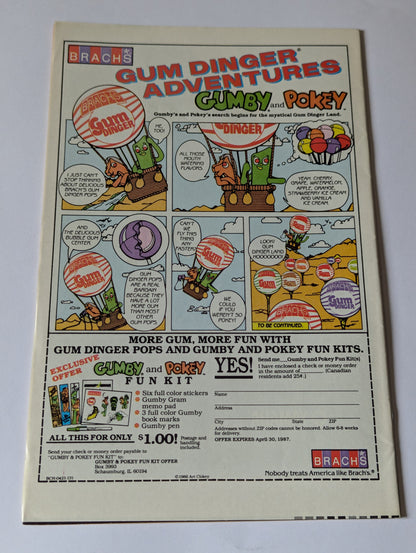 BRACH'S
GUM DINGER®
ADVENTURES
GUMBY® and POKEY
Gumby's and Pokey's search begins for the mystical Gum Dinger Land.
BRACH'S
Gum
DINGER
ME,
TOO!
I JUST CAN'T
STOP THINKING
ABOUT DELICIOUS
BRACH'S GUM
DINGER POPS.
DINGER
ALL THOSE
MOUTH
WATERING
FLAVORS.
YEAH. CHERRY,
GRAPE, WATERMELON,
APPLE, ORANGE,
STRAWBERRY ICE CREAM
AND VANILLA
ICE CREAM.
AND
THE DELICIOUS
BUBBLE GUM
CENTER.
GUM
DINGER POPS
ARE A REAL
BARGAIN
BECAUSE THEY
HAVE A LOT
MORE GUM
THAN MOST
OTHER
GUM POPS.
CAN'T
WE FLY
THIS THING
ANY
FASTER?
WE
COULD IF
YOU WEREN'T
SO POKEY!
LOOK!
GUM
DINGER LAND.
TO BE CONTINUED.
MORE GUM, MORE FUN WITH
GUM DINGER POPS AND GUMBY AND POKEY FUN KITS.
EXCLUSIVE
OFFER
GUMBY and POKEY
FUN KIT
• Six full color stickers
• Gumby Gram
memo pad
• 3 full color Gumby
book marks
• Gumby pen
ALL THIS FOR ONLY $1.00!
Postage and
handling
included.
Send your check or money order payable to
"GUMBY & POKEY FUN KIT" to:
GUMBY & POKEY FUN KIT OFFER
Box 3993
Schaumburg, IL 60194
YES!
Send me___Gumby and Pokey Fun Kit(s)
I have enclosed a check or money order
in the amount of______(Canadian
residents add 25¢.)
Name
Address
City State ZIP
Addresses without ZIP codes cannot be honored. Allow 6-8 weeks
for delivery.
OFFER EXPIRES April 30, 1987.
BRACH'S
Nobody treats America like Brach's.®
©1986 Art Clokey